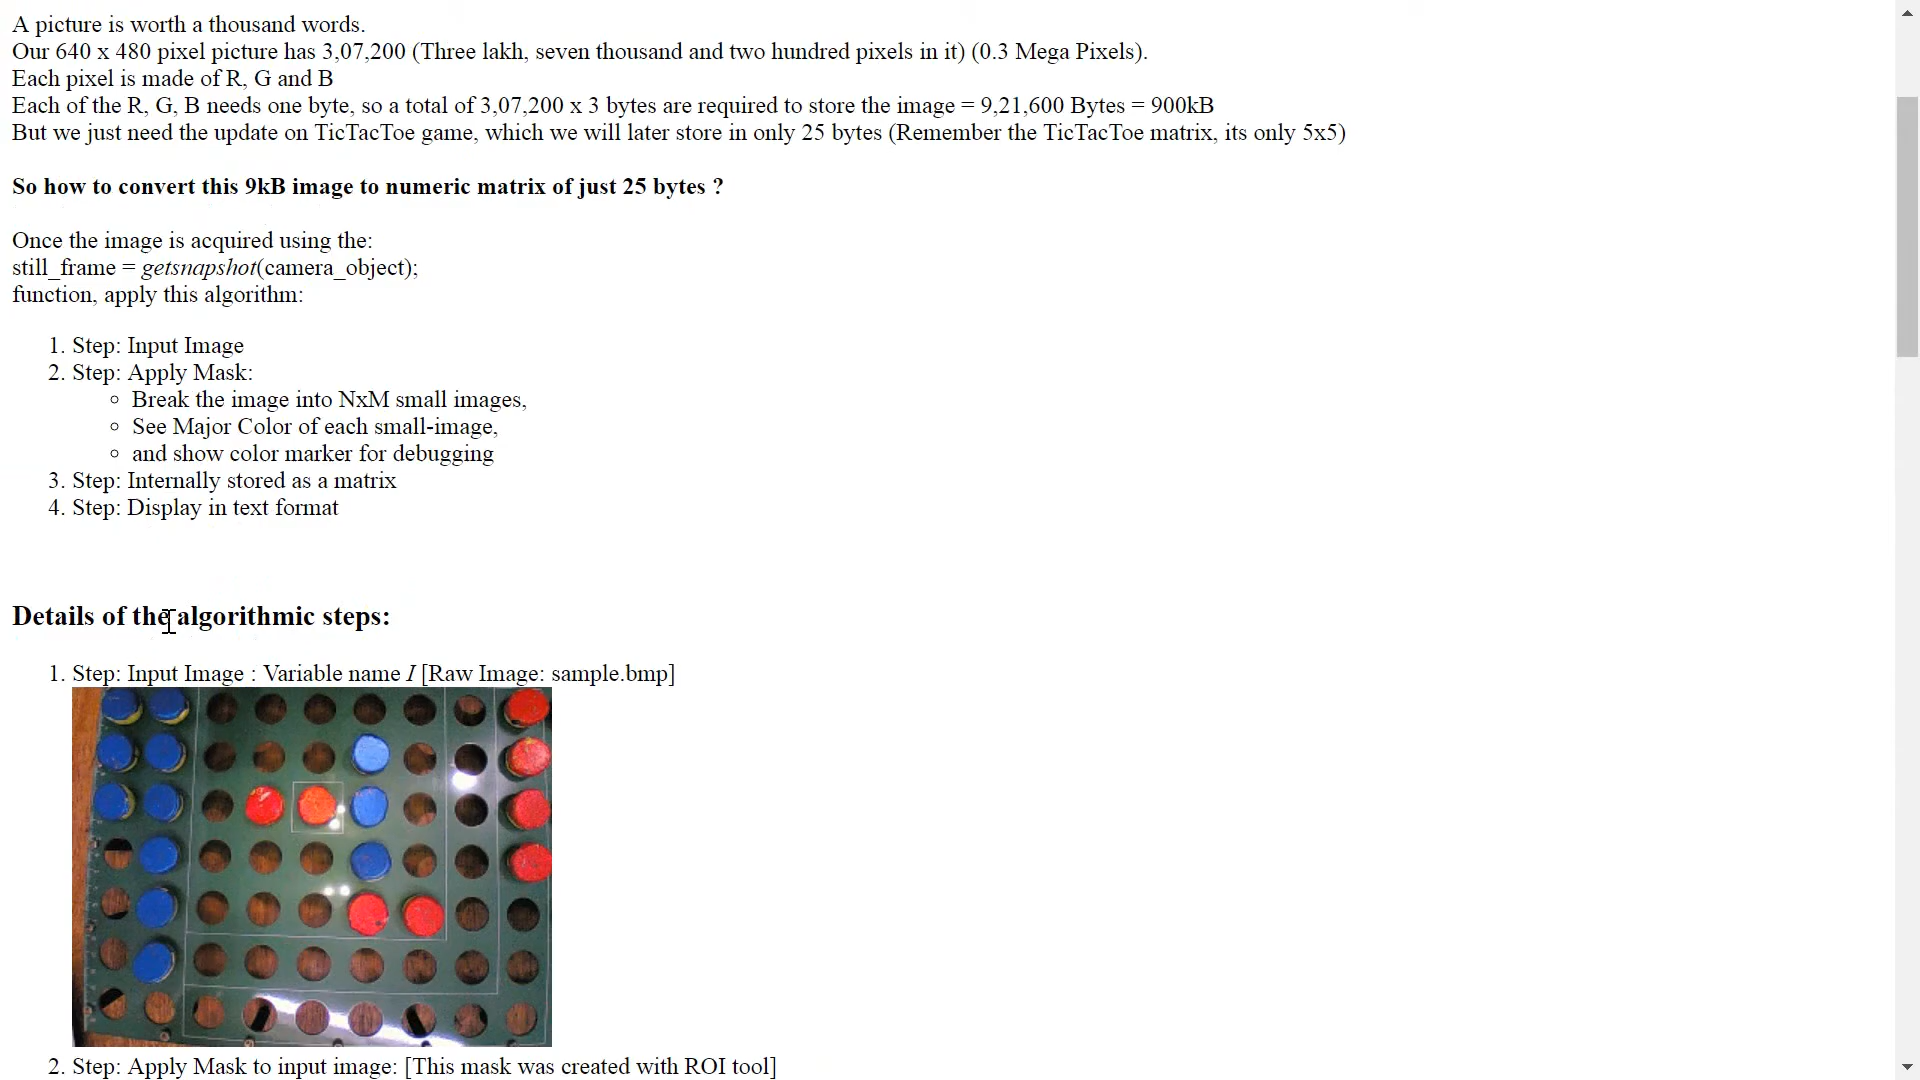 A picture is worth a thousand words.
Our 640 x 480 pixel picture has 3,07,200 (Three lakh, seven thousand and two hundred pixels in it) (0.3 Mega Pixels).
Each pixel is made of R, G and B
Each of the R, G, B needs one byte, so a total of 3,07,200 x 3 bytes are required to store the image = 9,21,600 Bytes = 900kB
But we just need the update on TicTacToe game, which we will later store in only 25 bytes (Remember the TicTacToe matrix, its only 5x5)
So how to convert this 9kB image to numeric matrix of just 25 bytes ?
Once the image is acquired using the:
still_frame = getsnapshot(camera_object);
function, apply this algorithm:
1. Step: Input Image
2. Step: Apply Mask:
◦ Break the image into NxM small images,
◦ See Major Color of each small-image,
◦ and show color marker for debugging
3. Step: Internally stored as a matrix
4. Step: Display in text format
Details of the algorithmic steps:
1. Step: Input Image : Variable name I [Raw Image: sample.bmp]
2. Step: Apply Mask to input image: [This mask was created with ROI tool]